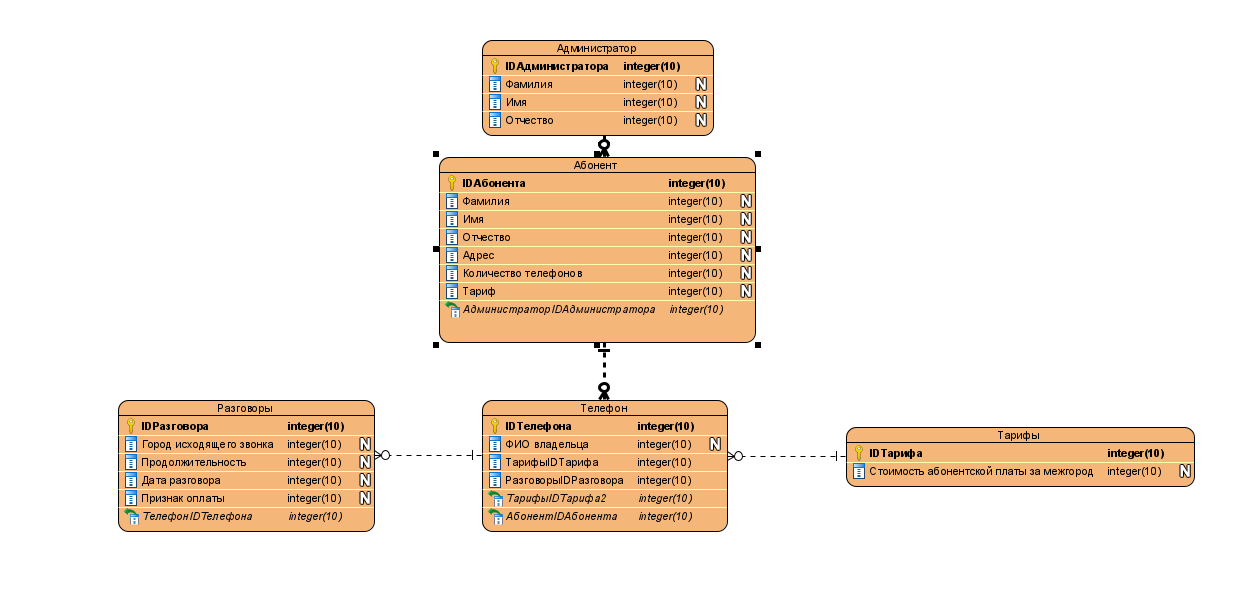 Администратор
IDАдминистратора integer(10)
Фамилия integer(10) N
Имя integer(10) N
Отчество integer(10) N
Абонент
IDАбонента integer(10)
Фамилия integer(10) N
Имя integer(10) N
Отчество integer(10) N
Адрес integer(10) N
Количество телефонов integer(10) N
Тариф integer(10) N
АдминистраторIDАдминистратора integer(10)
Разговоры
IDРазговора integer(10)
Город исходящего звонка integer(10) N
Продолжительность integer(10) N
Дата разговора integer(10) N
Признак оплаты integer(10) N
ТелефонIDТелефона integer(10)
Телефон
IDТелефона integer(10)
ФИО владельца integer(10) N
ТарифыIDТарифа integer(10)
РазговорыIDРазговора integer(10)
ТарифыIDТарифа2 integer(10)
АбонентIDАбонента integer(10)
Тарифы
IDТарифа integer(10)
Стоимость абонентской платы за межгород integer(10) N